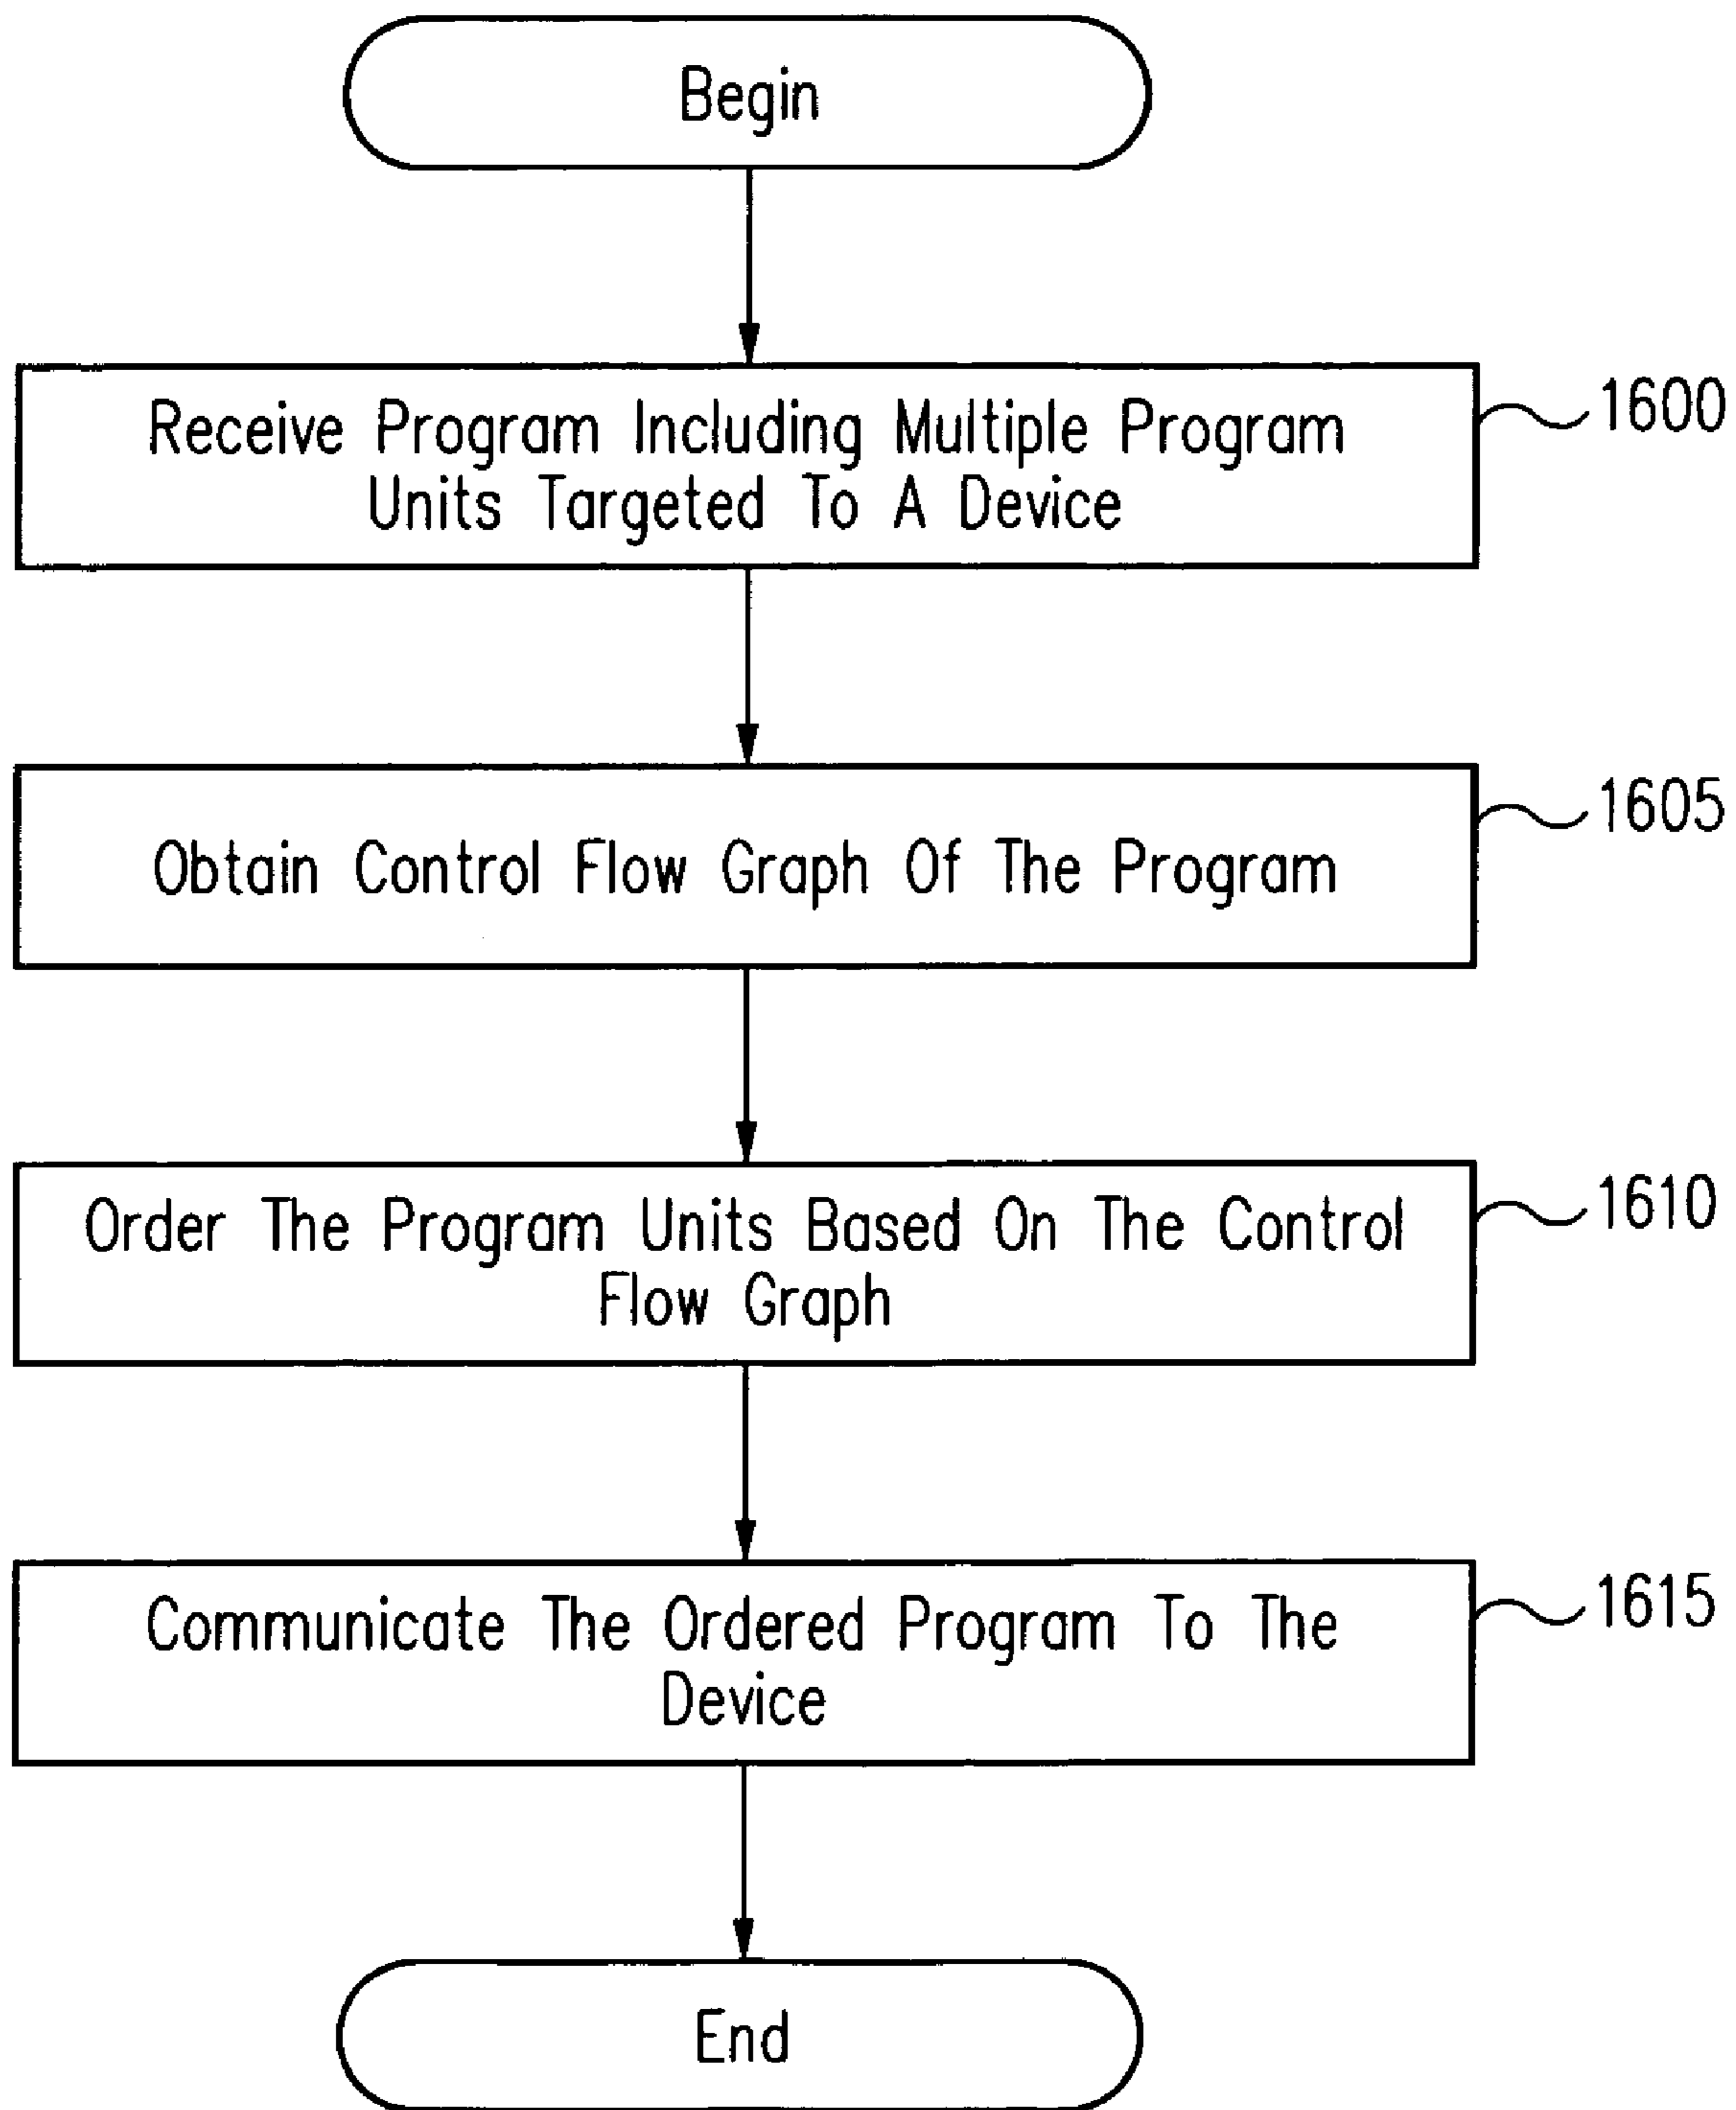 Begin
Receive Program Including Multiple Program
Units Targeted To A Device
1600
Obtain Control Flow Graph Of The Program
1605
Order The Program Units Based On The Control
Flow Graph
1610
Communicate The Ordered Program To The
Device
1615
End